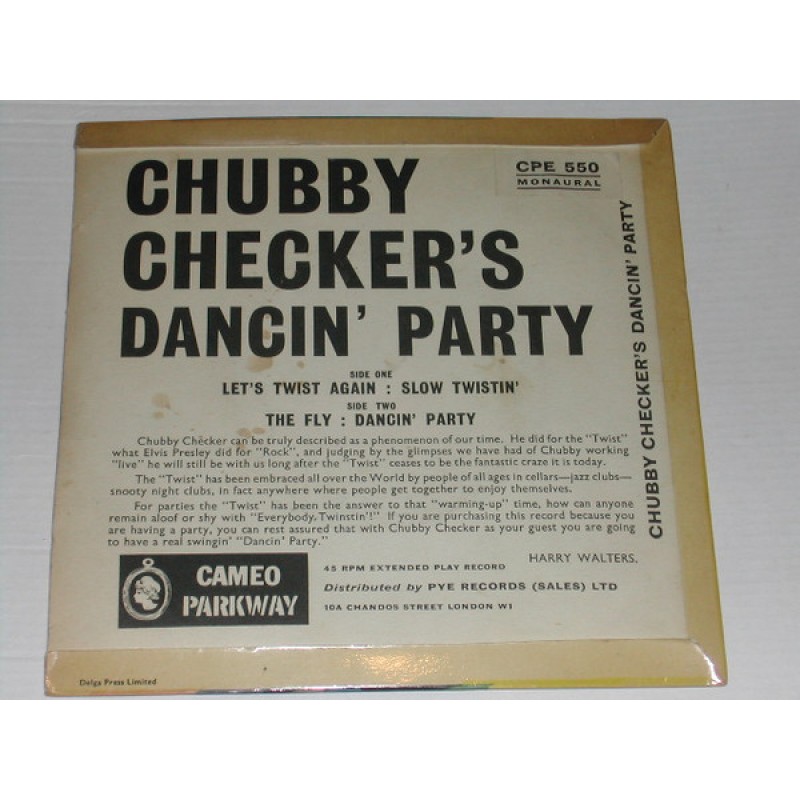 CHUBBY
CHECKER'S
DANCIN' PARTY
CPE 550
MONAURAL
CHUBBY CHECKER'S DANCIN' PARTY
SIDE ONE
LET'S TWIST AGAIN : SLOW TWISTIN'
SIDE TWO
THE FLY : DANCIN' PARTY
Chubby Checker can be truly described as a phenomenon of our time. He did for the "Twist"
what Elvis Presley did for "Rock", and judging by the glimpses we have had of Chubby working
"live" he will still be with us long after the "Twist" ceases to be the fantastic craze it is today.
The "Twist" has been embraced all over the World by people of all ages in cellars—jazz clubs—
snooty night clubs, in fact anywhere where people get together to enjoy themselves.
For parties the "Twist" has been the answer to that "warming-up" time, how can anyone
remain aloof or shy with "Everybody, Twinstin'!" If you are purchasing this record because you
are having a party, you can rest assured that with Chubby Checker as your guest you are going
to have a real swingin' "Dancin' Party."
HARRY WALTERS.
CAMEO
PARKWAY
45 RPM EXTENDED PLAY RECORD
Distributed by PYE RECORDS (SALES) LTD
10A CHANDOS STREET LONDON W1
Delga Press Limited